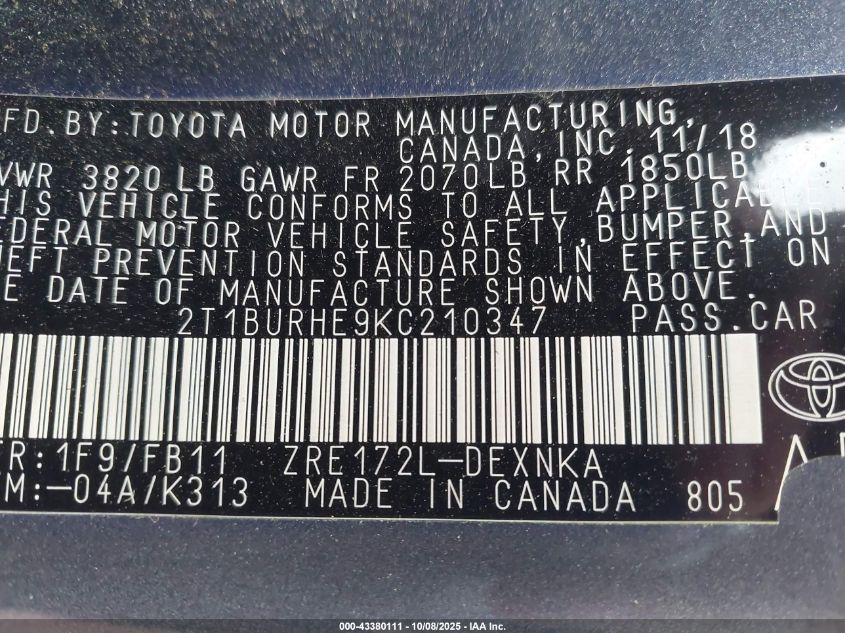 FD. BY: TOYOTA MOTOR MANUFACTURING,
CANADA, INC. 11/18
VWR 3820 LB GAWR FR 2070LB RR 1850LB
HIS VEHICLE CONFORMS TO ALL APPLICABLE
EDERAL MOTOR VEHICLE SAFETY, BUMPER, AND
EFT PREVENTION STANDARDS IN EFFECT ON
E DATE OF MANUFACTURE SHOWN ABOVE.
2T1BURHE9KC210347 PASS.CAR
R: 1F9/FB11 ZRE172L-DEXNKA
M:-04A/K313 MADE IN CANADA 805
000-43380111 - 10/08/2025 - IAA Inc.